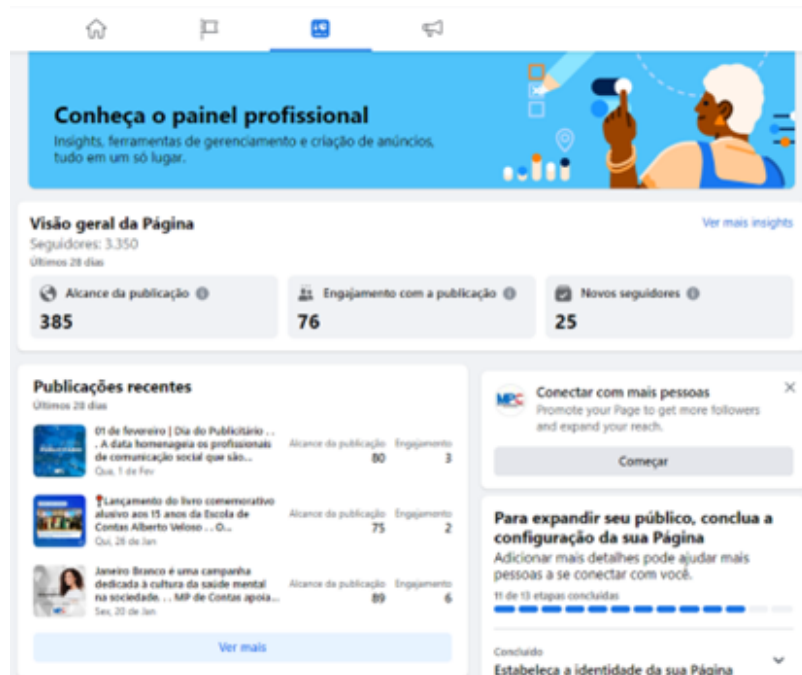 Conheça o painel profissional
Insights, ferramentas de gerenciamento e criação de anúncios,
tudo em um só lugar.
Visão geral da Página
Ver mais insights
Seguidores: 3.350
Últimos 28 dias
Alcance da publicação
385
Engajamento com a publicação
76
Novos seguidores
25
Publicações recentes
Últimos 28 dias
01 de fevereiro | Dia do Publicitário . .
. A data homenageia os profissionais
de comunicação social que são...
Qua, 1 de Fev
Alcance da publicação
80
Engajamento
3
Lançamento do livro comemorativo
alusivo aos 15 anos da Escola de
Contas Alberto Veloso . . O...
Qui, 26 de Jan
Alcance da publicação
75
Engajamento
2
Janeiro Branco é uma campanha
dedicada à cultura da saúde mental
na sociedade. . . MP de Contas apoia...
Sex, 20 de Jan
Alcance da publicação
89
Engajamento
6
Ver mais
MPC
Conectar com mais pessoas
Promote your Page to get more followers
and expand your reach.
Começar
Para expandir seu público, conclua a
configuração da sua Página
Adicionar mais detalhes pode ajudar mais
pessoas a se conectar com você.
11 de 13 etapas concluídas
Concluído
Estabeleça a identidade da sua Página